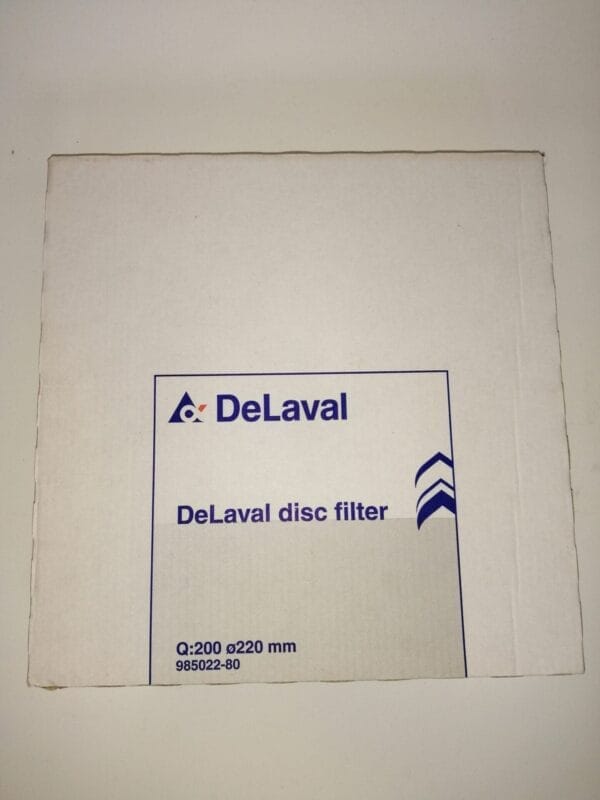 DeLaval
DeLaval disc filter
Q:200 ø220 mm
985022-80